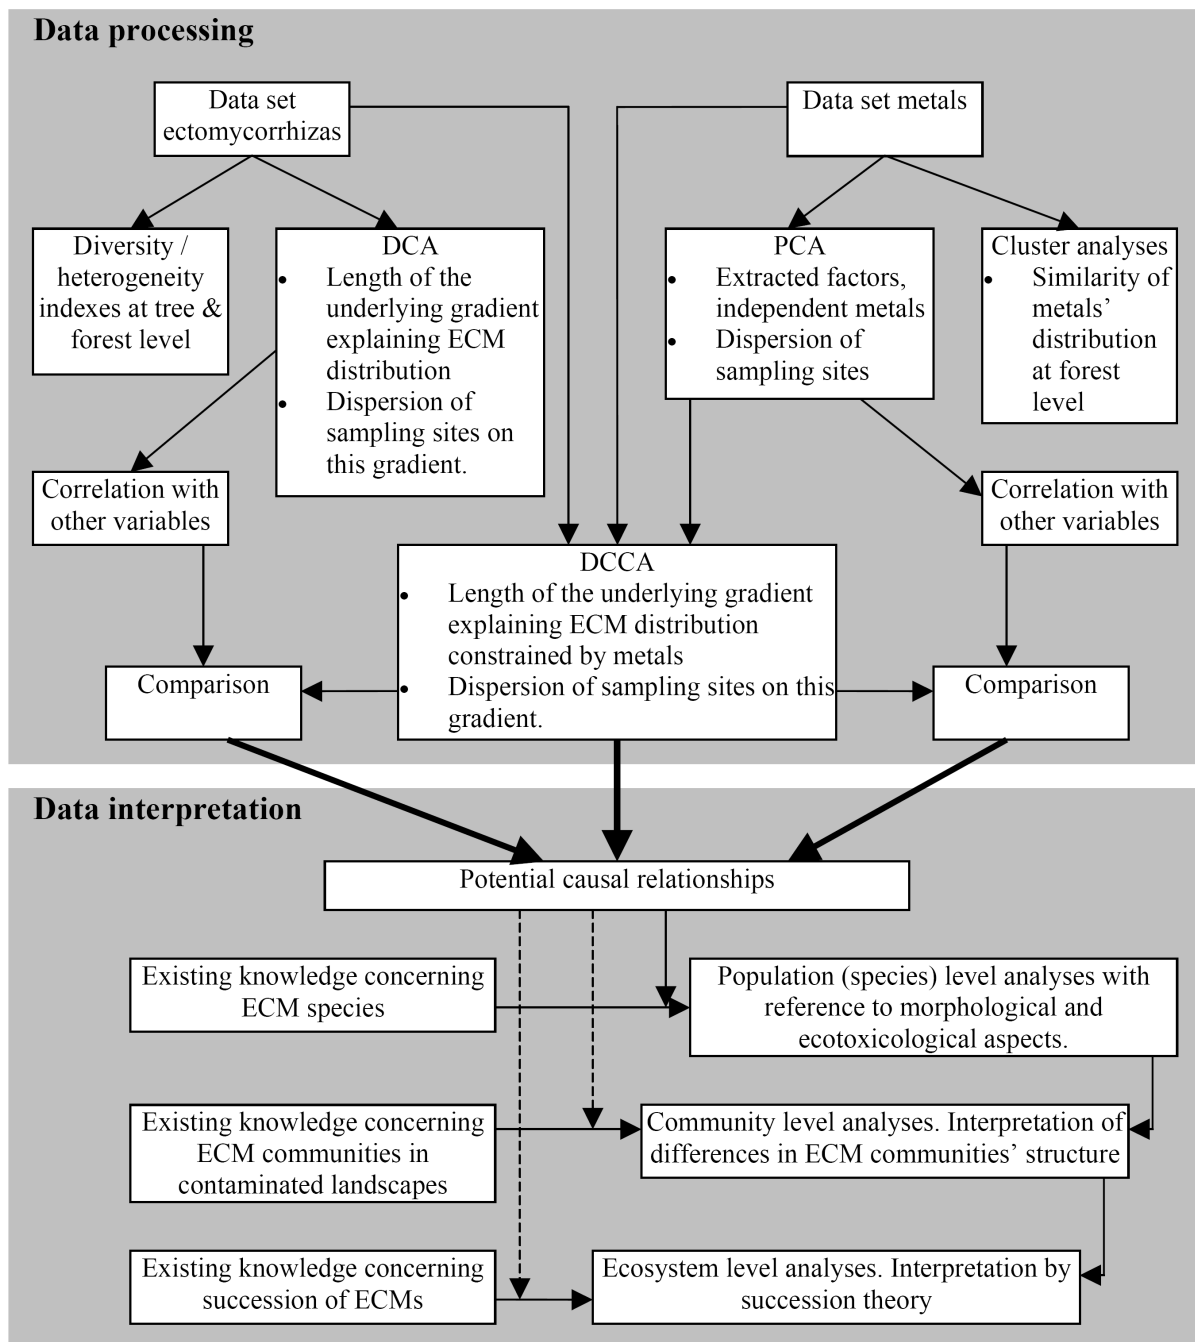 Data processing
Data set
ectomycorrhizas
Data set metals
Diversity /
heterogeneity
indexes at tree &
forest level
DCA
• Length of the
underlying gradient
explaining ECM
distribution
• Dispersion of
sampling sites on
this gradient.
PCA
• Extracted factors,
independent metals
• Dispersion of
sampling sites
Cluster analyses
• Similarity of
metals’
distribution
at forest
level
Correlation with
other variables
Correlation with
other variables
DCCA
• Length of the underlying gradient
explaining ECM distribution
constrained by metals
• Dispersion of sampling sites on this
gradient.
Comparison
Comparison
Data interpretation
Potential causal relationships
Existing knowledge concerning
ECM species
Population (species) level analyses with
reference to morphological and
ecotoxicological aspects.
Existing knowledge concerning
ECM communities in
contaminated landscapes
Community level analyses. Interpretation of
differences in ECM communities’ structure
Existing knowledge concerning
succession of ECMs
Ecosystem level analyses. Interpretation by
succession theory